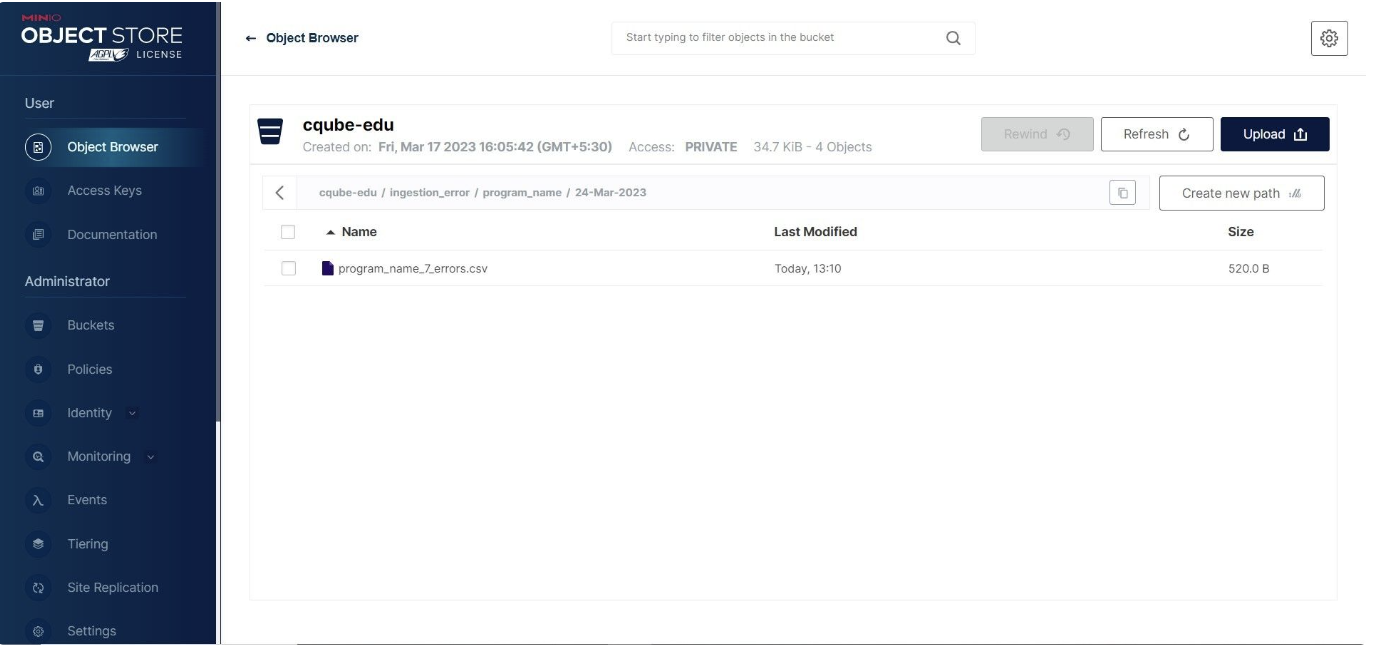 MINIO
OBJECT STORE
AGPLV3 LICENSE
User
Object Browser
Access Keys
Documentation
Administrator
Buckets
Policies
Identity
Monitoring
Events
Tiering
Site Replication
Settings
← Object Browser
Start typing to filter objects in the bucket
cqube-edu
Created on: Fri, Mar 17 2023 16:05:42 (GMT+5:30) Access: PRIVATE 34.7 KiB - 4 Objects
Rewind Refresh Upload
cqube-edu / ingestion_error / program_name / 24-Mar-2023
Create new path
Name Last Modified Size
program_name_7_errors.csv Today, 13:10 520.0 B